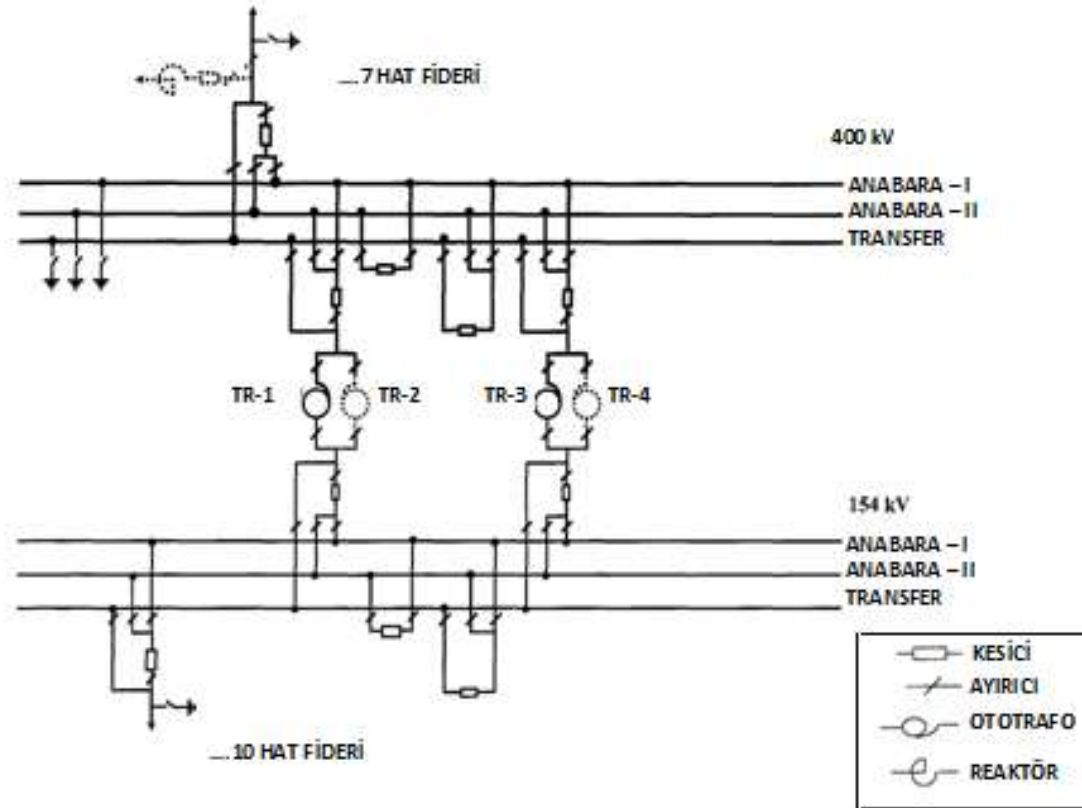 ....7 HAT FİDERİ
400 kV
ANABARA – I
ANABARA – II
TRANSFER
TR-1
TR-2
TR-3
TR-4
154 kV
ANABARA – I
ANABARA – II
TRANSFER
....10 HAT FİDERİ
KESİCİ
AYIRICI
OTOTRAFO
REAKTÖR